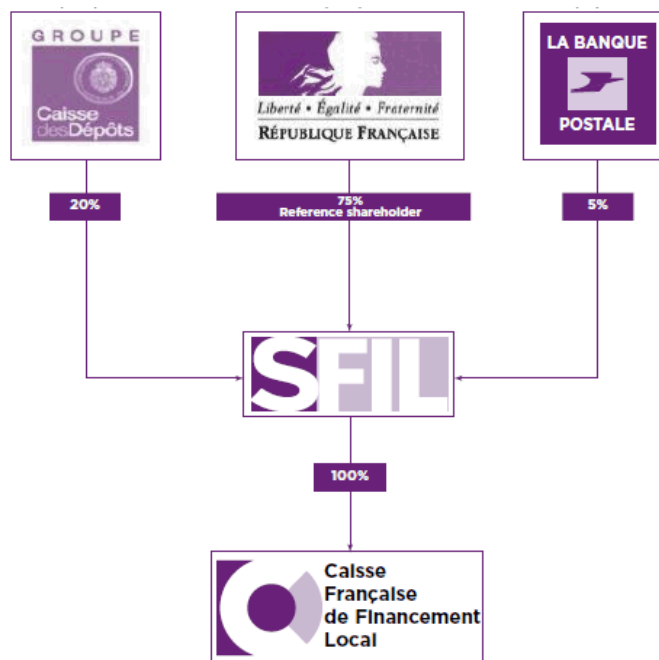 GROUPE
Caisse
desDépôts
Liberté • Égalité • Fraternité
RÉPUBLIQUE FRANÇAISE
LA BANQUE
POSTALE
20%
75%
Reference shareholder
5%
SFIL
100%
Caisse
Française
de Financement
Local